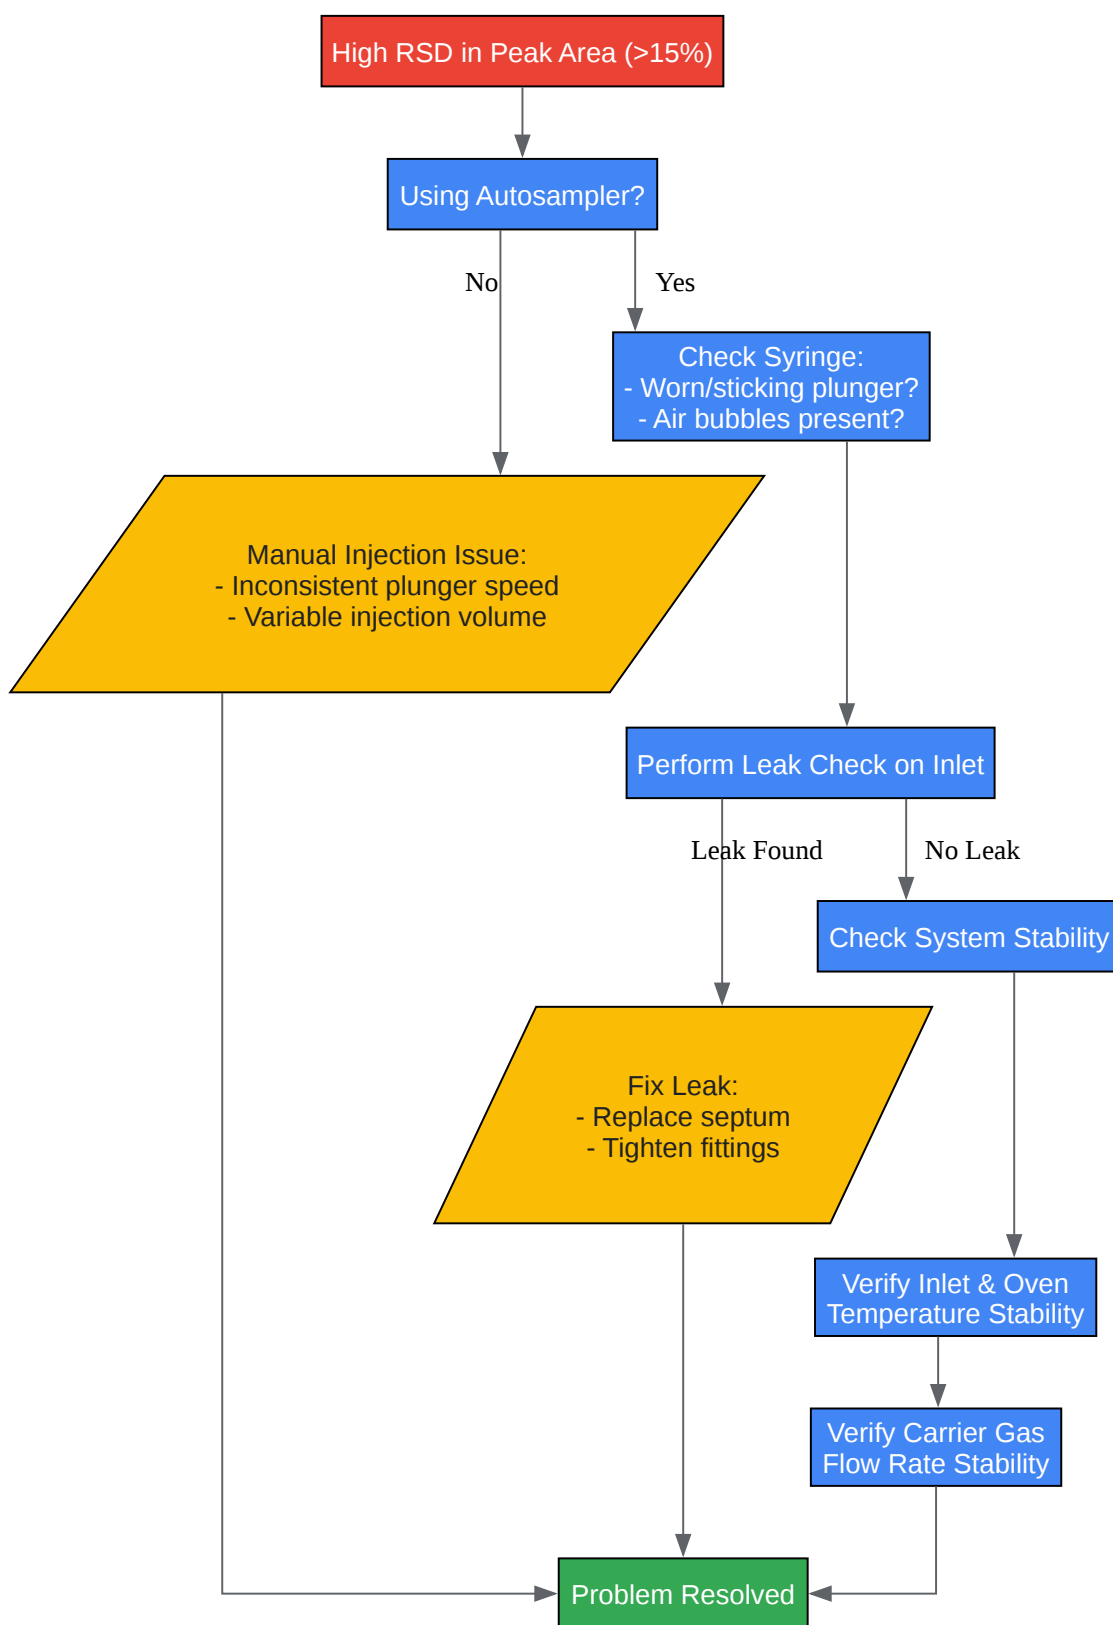 High RSD in Peak Area (>15%)
Using Autosampler?
No
Yes
Check Syringe:
- Worn/sticking plunger?
- Air bubbles present?
Manual Injection Issue:
- Inconsistent plunger speed
- Variable injection volume
Perform Leak Check on Inlet
Leak Found
No Leak
Check System Stability
Fix Leak:
- Replace septum
- Tighten fittings
Verify Inlet & Oven
Temperature Stability
Verify Carrier Gas
Flow Rate Stability
Problem Resolved